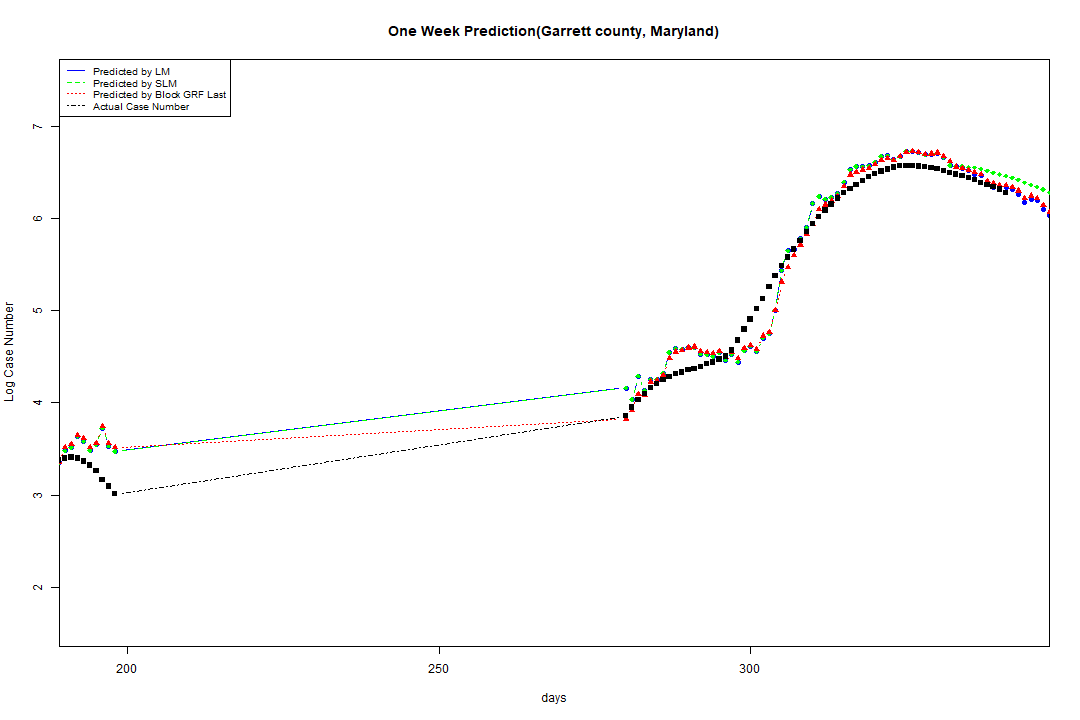 One Week Prediction(Garrett county, Maryland)
Predicted by LM
Predicted by SLM
Predicted by Block GRF Last
Actual Case Number
7
6
5
4
3
2
Log Case Number
200
250
300
days